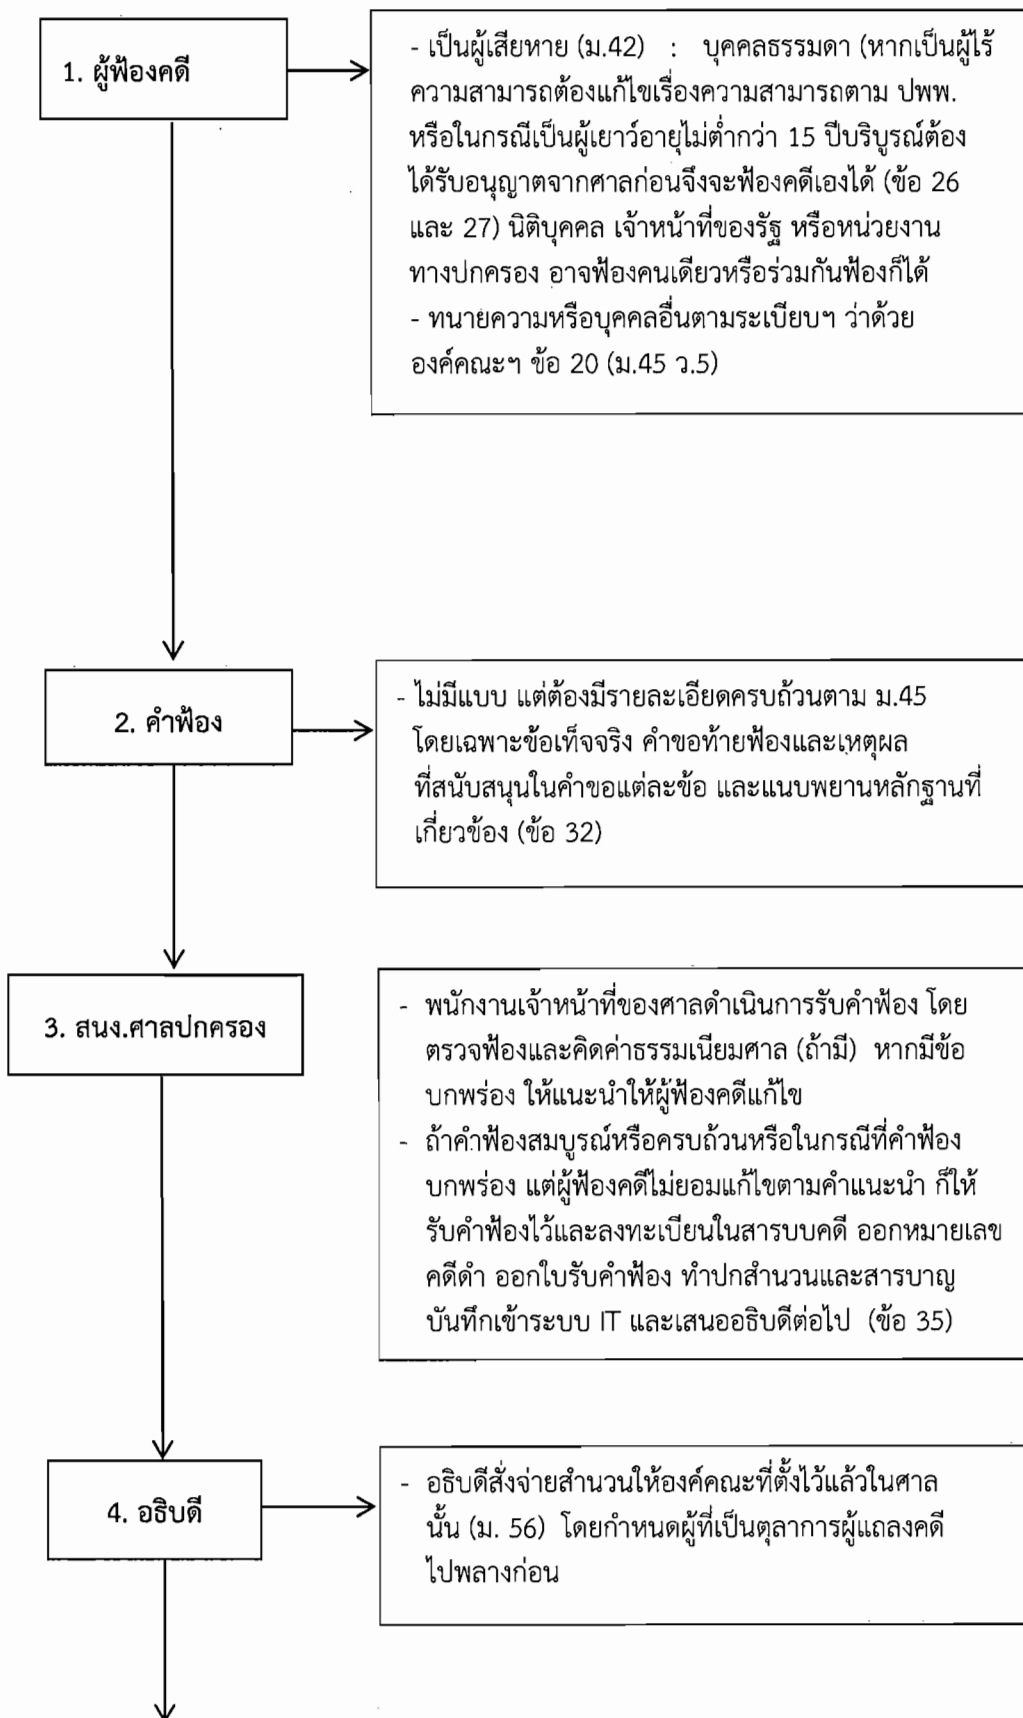 1. ผู้ฟ้องคดี
- เป็นผู้เสียหาย (ม.42) : บุคคลธรรมดา (หากเป็นผู้ไร้
ความสามารถต้องแก้ไขเรื่องความสามารถตาม ปพพ.
หรือในกรณีเป็นผู้เยาว์อายุไม่ต่ำกว่า 15 ปีบริบูรณ์ต้อง
ได้รับอนุญาตจากศาลก่อนจึงจะฟ้องคดีเองได้ (ข้อ 26
และ 27) นิติบุคคล เจ้าหน้าที่ของรัฐ หรือหน่วยงาน
ทางปกครอง อาจฟ้องคนเดียวหรือร่วมกันฟ้องก็ได้
- ทนายความหรือบุคคลอื่นตามระเบียบฯ ว่าด้วย
องค์คณะฯ ข้อ 20 (ม.45 ว.5)
2. คำฟ้อง
- ไม่มีแบบ แต่ต้องมีรายละเอียดครบถ้วนตาม ม.45
โดยเฉพาะข้อเท็จจริง คำขอท้ายฟ้องและเหตุผล
ที่สนับสนุนในคำขอแต่ละข้อ และแนบพยานหลักฐานที่
เกี่ยวข้อง (ข้อ 32)
3. สนง.ศาลปกครอง
- พนักงานเจ้าหน้าที่ของศาลดำเนินการรับคำฟ้อง โดย
ตรวจฟ้องและคิดค่าธรรมเนียมศาล (ถ้ามี) หากมีข้อ
บกพร่อง ให้แนะนำให้ผู้ฟ้องคดีแก้ไข
- ถ้าคำฟ้องสมบูรณ์หรือครบถ้วนหรือในกรณีที่คำฟ้อง
บกพร่อง แต่ผู้ฟ้องคดีไม่ยอมแก้ไขตามคำแนะนำ ก็ให้
รับคำฟ้องไว้และลงทะเบียนในสารบบคดี ออกหมายเลข
คดีดำ ออกใบรับคำฟ้อง ทำปกสำนวนและสารบาญ
บันทึกเข้าระบบ IT และเสนออธิบดีต่อไป (ข้อ 35)
4. อธิบดี
- อธิบดีสั่งจ่ายสำนวนให้องค์คณะที่ตั้งไว้แล้วในศาล
นั้น (ม. 56) โดยกำหนดผู้ที่เป็นตุลาการผู้แถลงคดี
ไปพลางก่อน